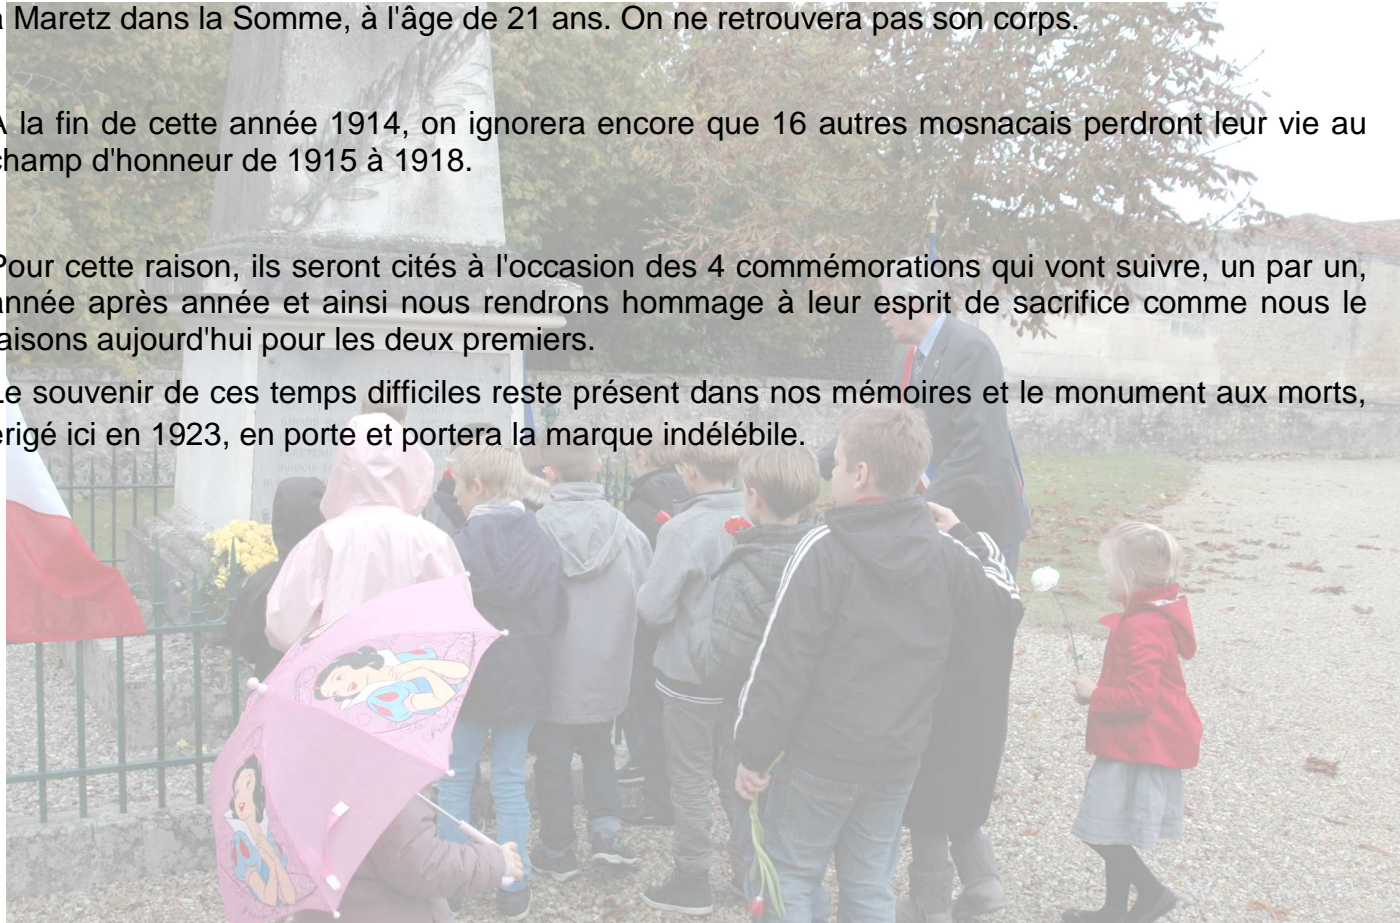 à Maretz dans la Somme, à l'âge de 21 ans. On ne retrouvera pas son corps.
A la fin de cette année 1914, on ignorera encore que 16 autres mosnacais perdront leur vie au
champ d'honneur de 1915 à 1918.
Pour cette raison, ils seront cités à l'occasion des 4 commémorations qui vont suivre, un par un,
année après année et ainsi nous rendrons hommage à leur esprit de sacrifice comme nous le
faisons aujourd'hui pour les deux premiers.
Le souvenir de ces temps difficiles reste présent dans nos mémoires et le monument aux morts,
érigé ici en 1923, en porte et portera la marque indélébile.